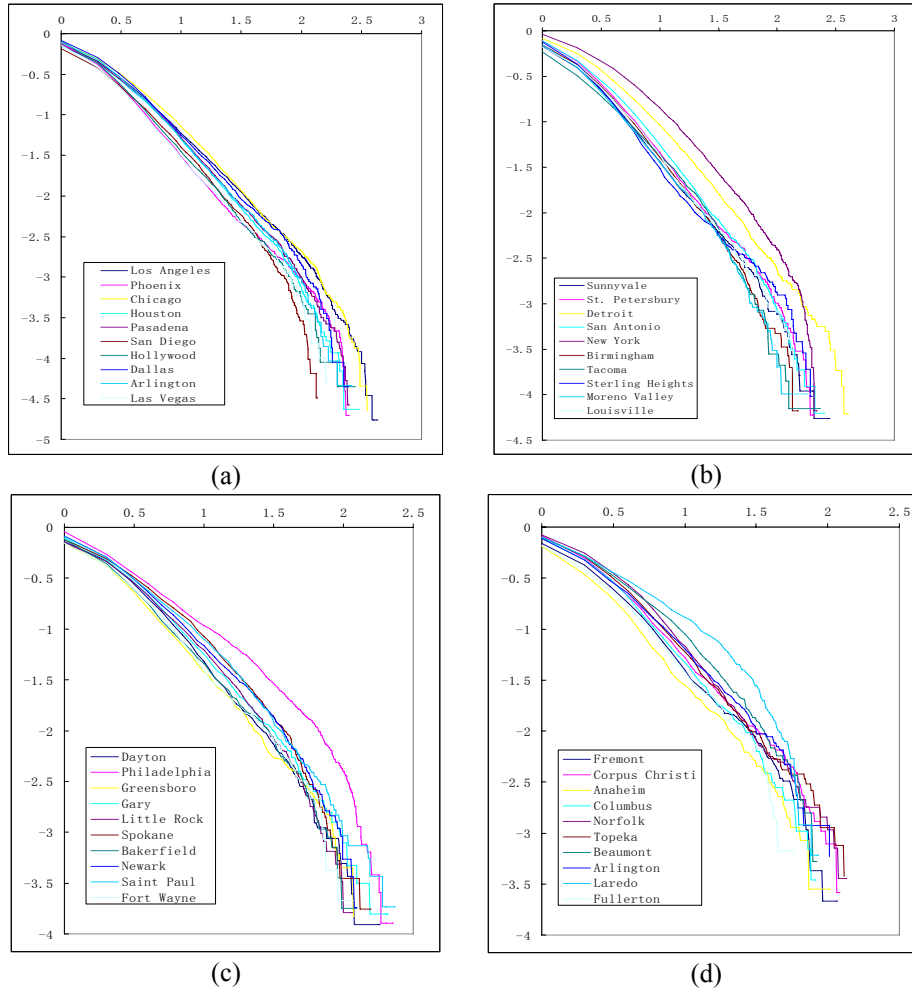 0 0.5 1 1.5 2 2.5 3
0
-0.5
-1
-1.5
-2
-2.5
-3
-3.5
-4
-4.5
-5
Los Angeles
Phoenix
Chicago
Houston
Pasadena
San Diego
Hollywood
Dallas
Arlington
Las Vegas
(a)
0 0.5 1 1.5 2 2.5 3
0
-0.5
-1
-1.5
-2
-2.5
-3
-3.5
-4
-4.5
Sunnyvale
St. Petersbury
Detroit
San Antonio
New York
Birmingham
Tacoma
Sterling Heights
Moreno Valley
Louisville
(b)
0 0.5 1 1.5 2 2.5
0
-0.5
-1
-1.5
-2
-2.5
-3
-3.5
-4
Dayton
Philadelphia
Greensboro
Gary
Little Rock
Spokane
Bakerfield
Newark
Saint Paul
Fort Wayne
(c)
0 0.5 1 1.5 2 2.5
0
-0.5
-1
-1.5
-2
-2.5
-3
-3.5
-4
Fremont
Corpus Christi
Anaheim
Columbus
Norfolk
Topeka
Beaumont
Arlington
Laredo
Fullerton
(d)